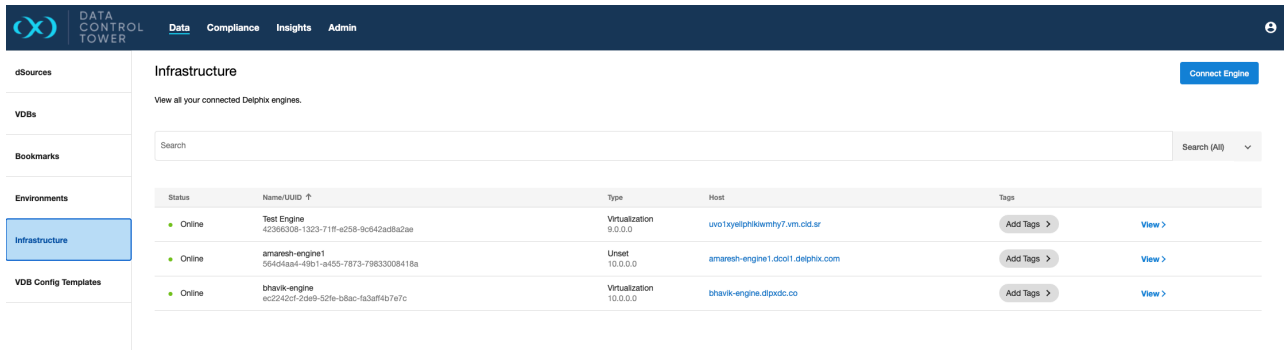 DATA
CONTROL
TOWER
Data Compliance Insights Admin
dSources
VDBs
Bookmarks
Environments
Infrastructure
VDB Config Templates
Infrastructure
Connect Engine
View all your connected Delphix engines.
Search
Search (All)
Status Name/UUID ↑ Type Host Tags
Online Test Engine Virtualization uvo1xyellphikiwmhy7.vm.cld.sr Add Tags View
42366308-1323-71ff-e258-9c642ad8a2ae 9.0.0.0
Online amaresh-engine1 Unset amaresh-engine1.dcol1.delphix.com Add Tags View
564d4aa4-49b1-a455-7873-79833008418a 10.0.0.0
Online bhavik-engine Virtualization bhavik-engine.dlpxdc.co Add Tags View
ec2242cf-2de9-52fe-b8ac-fa3aff4b7e7c 10.0.0.0